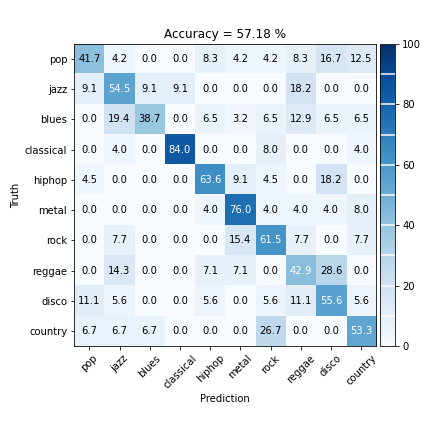 Accuracy = 57.18 %
Truth
pop 41.7 4.2 0.0 0.0 8.3 4.2 4.2 8.3 16.7 12.5
jazz 9.1 54.5 9.1 9.1 0.0 0.0 0.0 18.2 0.0 0.0
blues 0.0 19.4 38.7 0.0 6.5 3.2 6.5 12.9 6.5 6.5
classical 0.0 4.0 0.0 84.0 0.0 0.0 8.0 0.0 0.0 4.0
hiphop 4.5 0.0 0.0 0.0 63.6 9.1 4.5 0.0 18.2 0.0
metal 0.0 0.0 0.0 0.0 4.0 76.0 4.0 4.0 4.0 8.0
rock 0.0 7.7 0.0 0.0 0.0 15.4 61.5 7.7 0.0 7.7
reggae 0.0 14.3 0.0 0.0 7.1 7.1 0.0 42.9 28.6 0.0
disco 11.1 5.6 0.0 0.0 5.6 0.0 5.6 11.1 55.6 5.6
country 6.7 6.7 6.7 0.0 0.0 0.0 26.7 0.0 0.0 53.3
pop jazz blues classical hiphop metal rock reggae disco country
Prediction
100
80
60
40
20
0